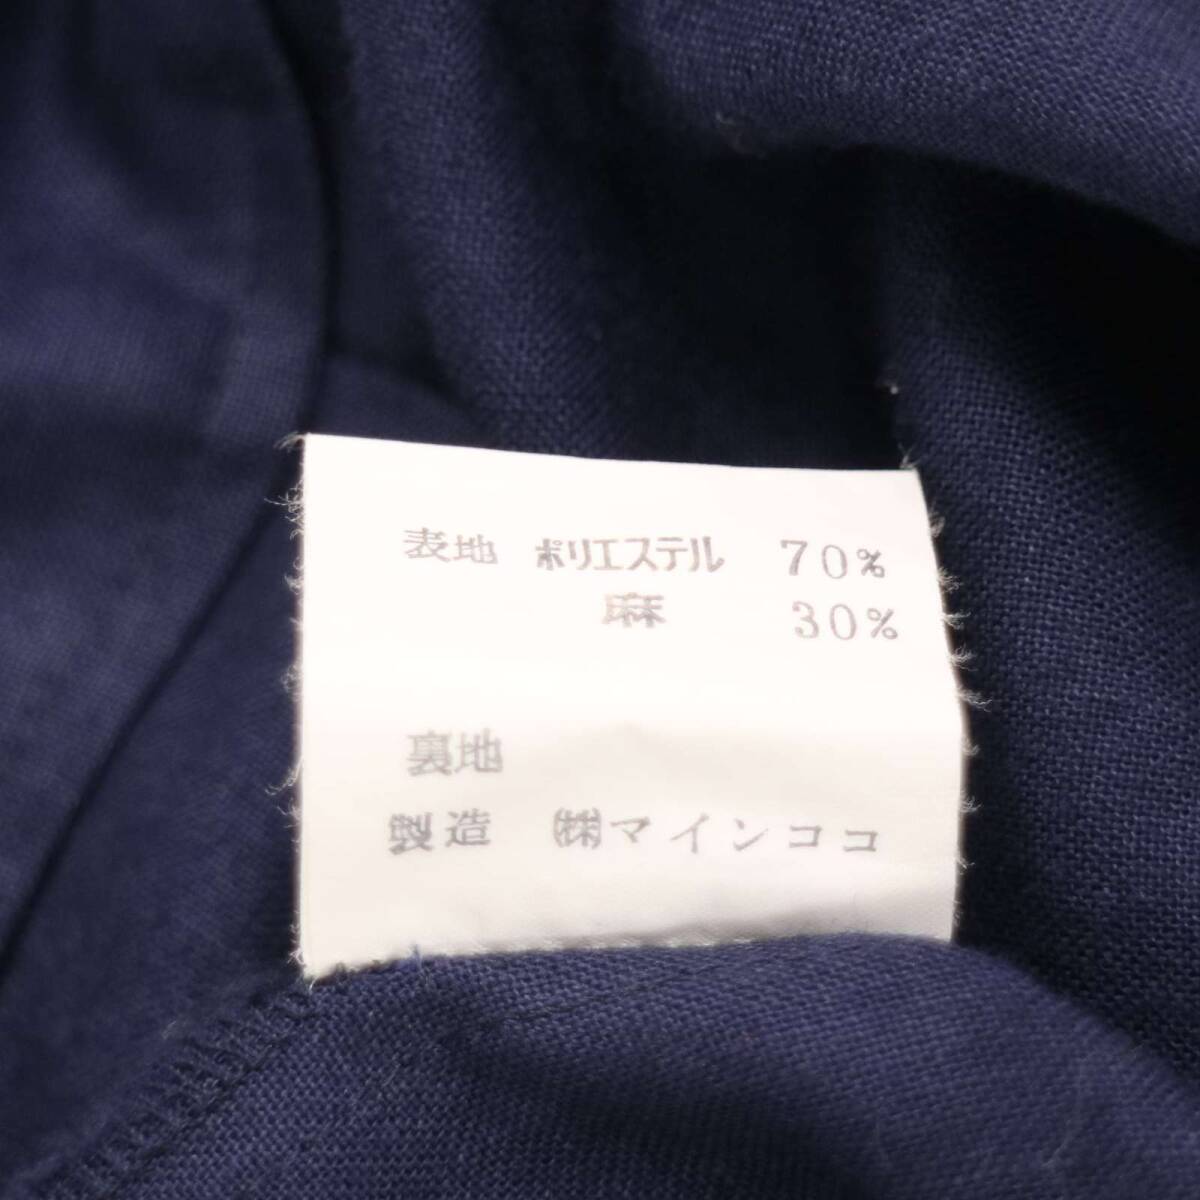 表地 ポリエステル 70%
麻 30%
裏地
製造 ㈱マインココ